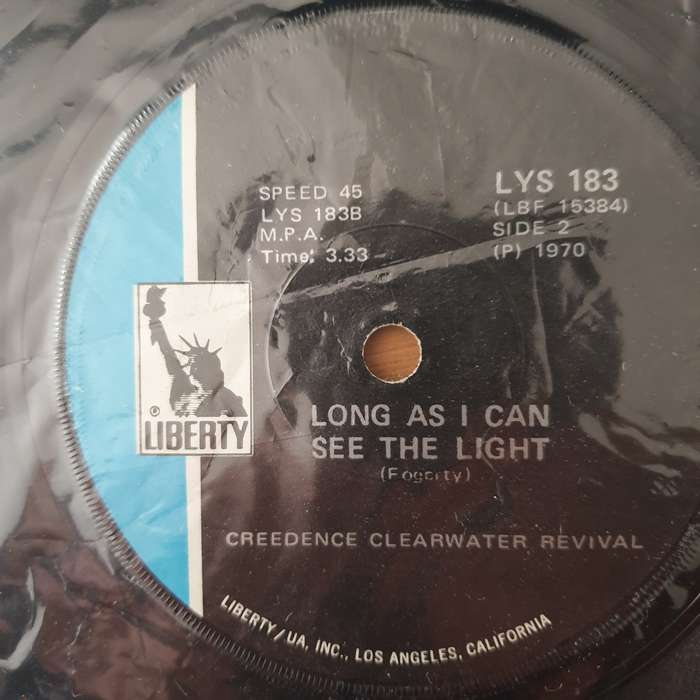 SPEED 45
LYS 183B
M.P.A.
Time: 3.33
LYS 183
(LBF 15384)
SIDE 2
(P) 1970
℗ LIBERTY
LONG AS I CAN
SEE THE LIGHT
(Fogerty)
CREEDENCE CLEARWATER REVIVAL
LIBERTY/UA, INC., LOS ANGELES, CALIFORNIA